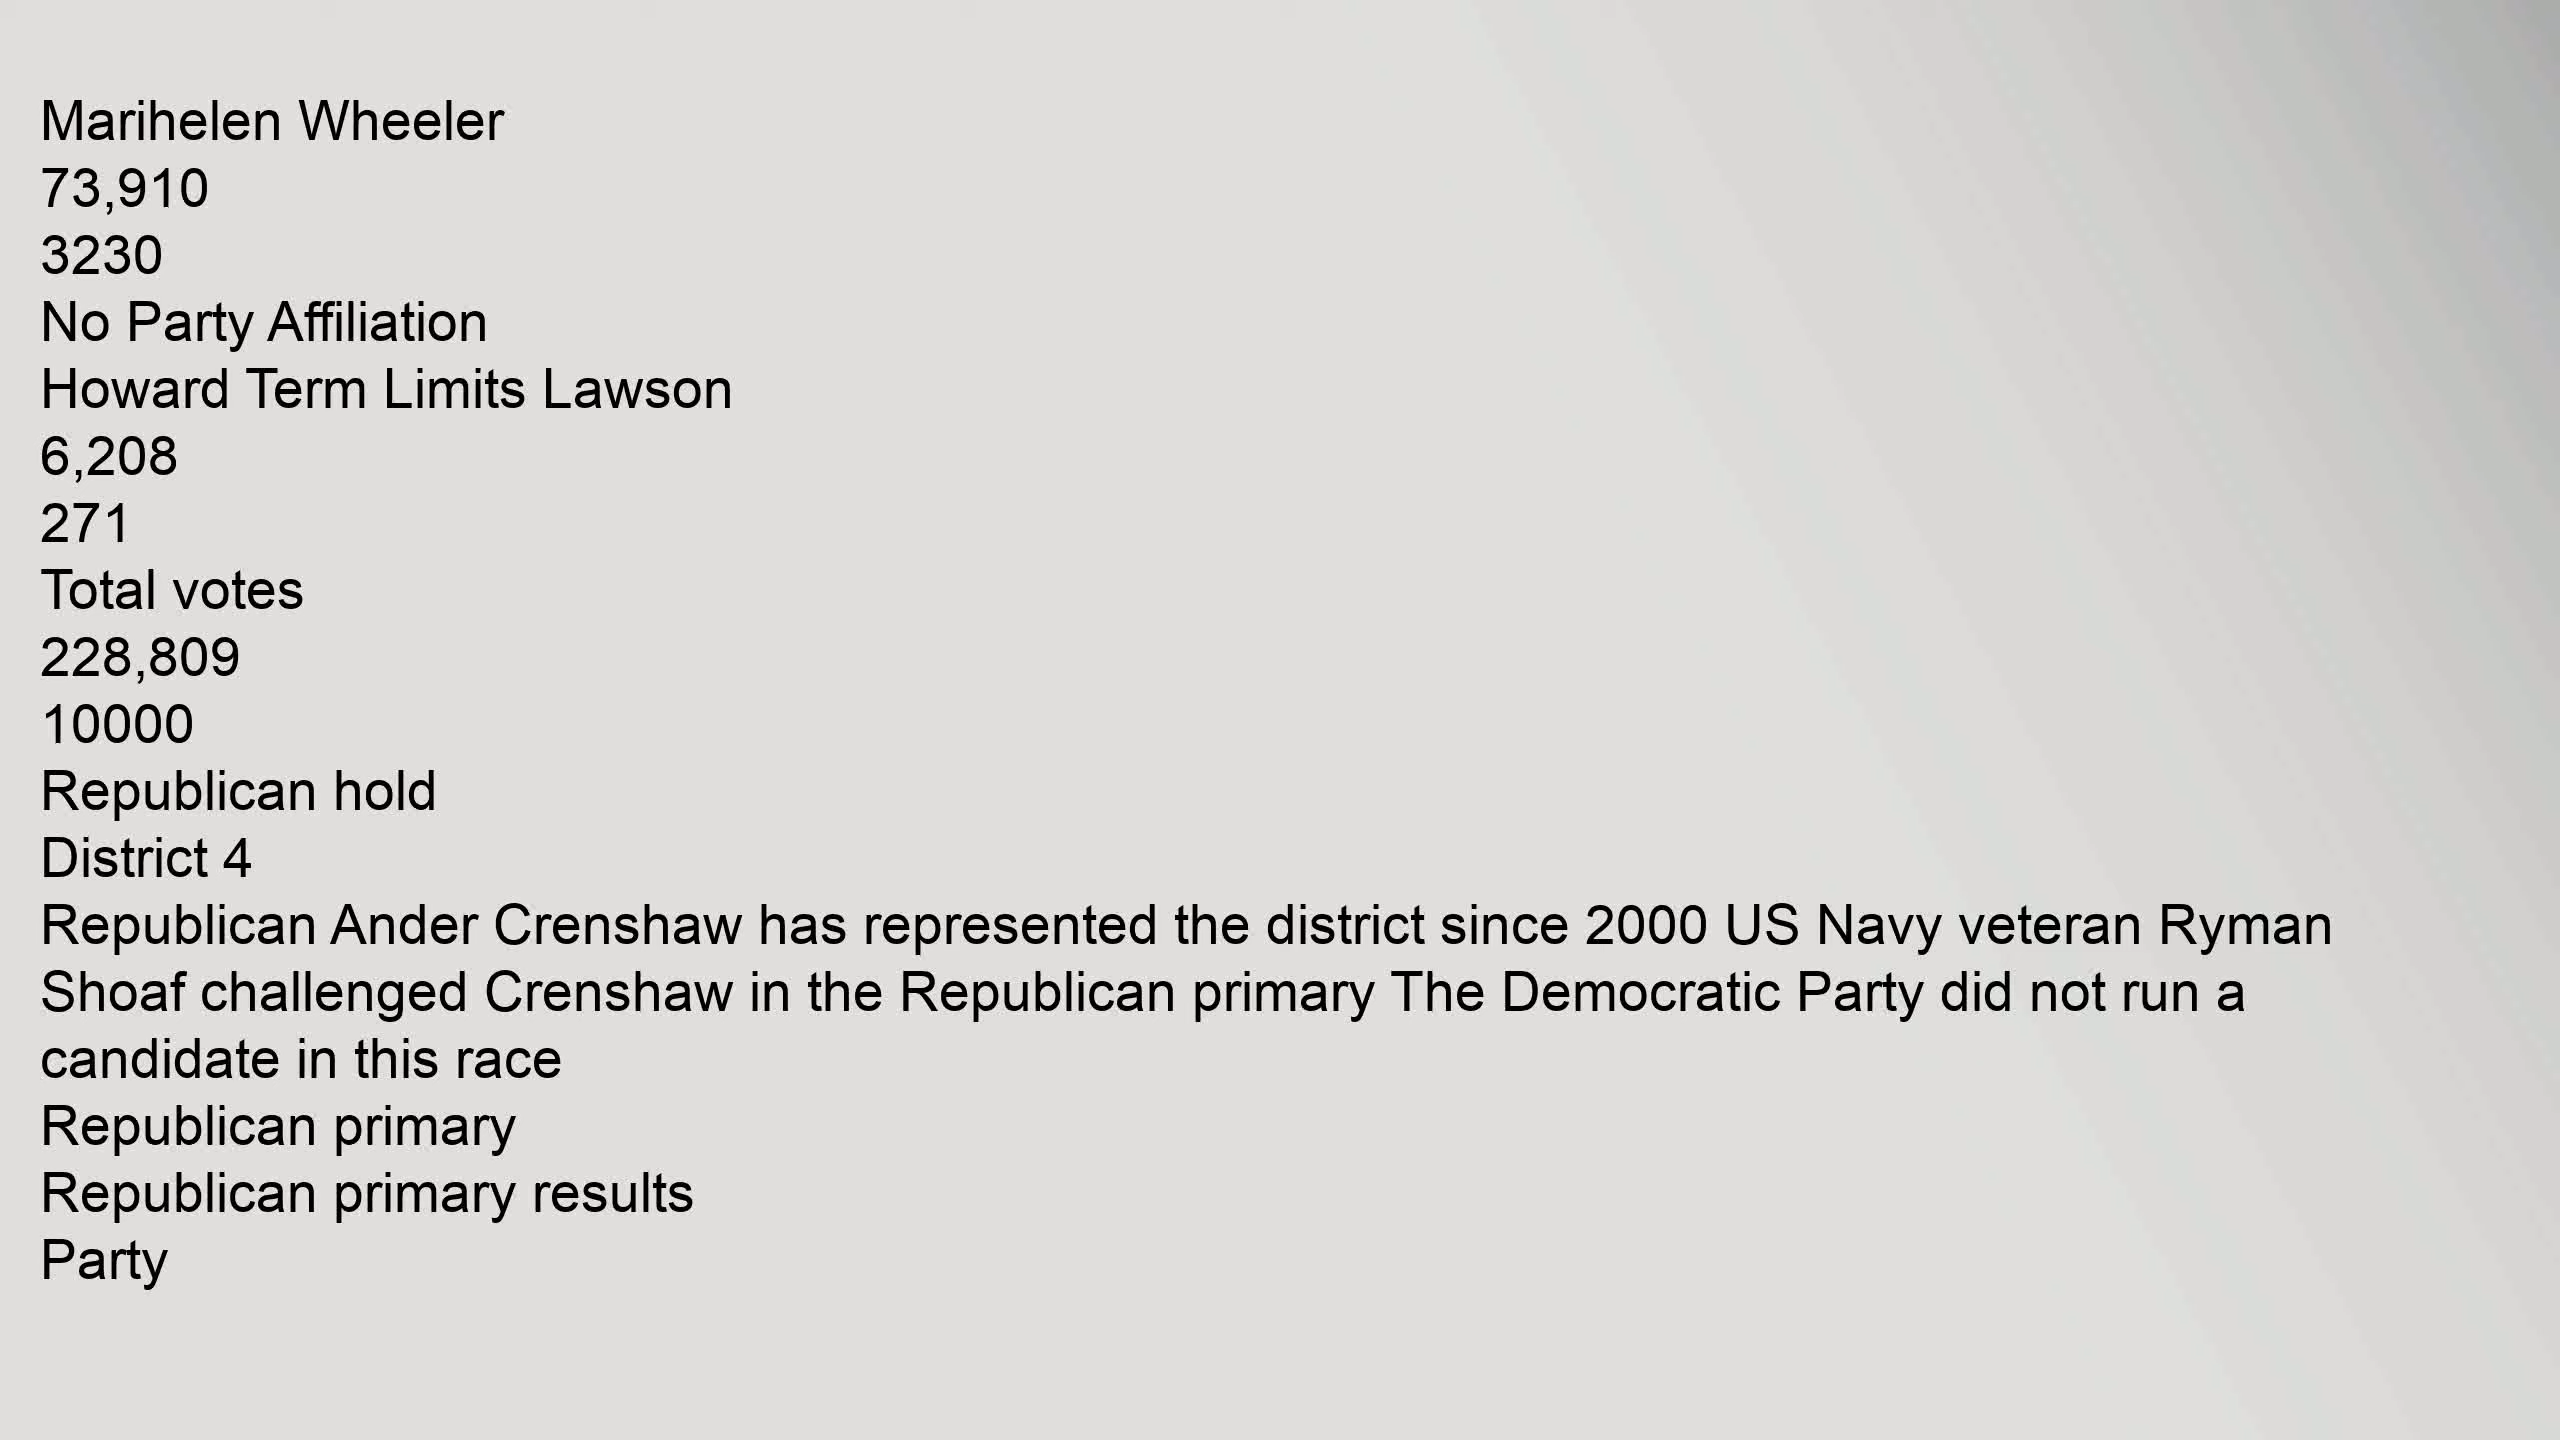 Marihelen Wheeler
73,910
3230
No Party Affiliation
Howard Term Limits Lawson
6,208
271
Total votes
228,809
10000
Republican hold
District 4
Republican Ander Crenshaw has represented the district since 2000 US Navy veteran Ryman
Shoaf challenged Crenshaw in the Republican primary The Democratic Party did not run a
candidate in this race
Republican primary
Republican primary results
Party